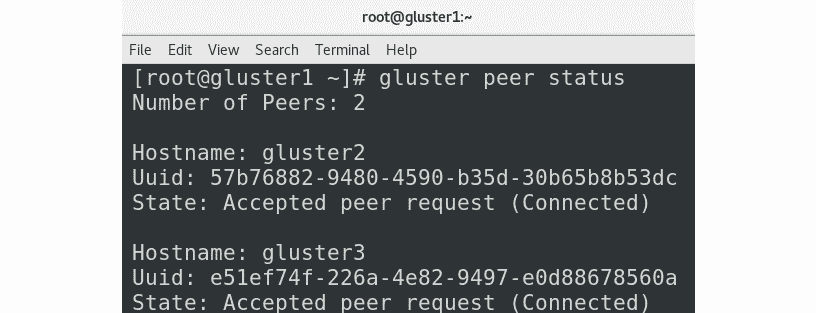 root@gluster1:~
File Edit View Search Terminal Help
[root@gluster1 ~]# gluster peer status
Number of Peers: 2
Hostname: gluster2
Uuid: 57b76882-9480-4590-b35d-30b65b8b53dc
State: Accepted peer request (Connected)
Hostname: gluster3
Uuid: e51ef74f-226a-4e82-9497-e0d88678560a
State: Accepted peer request (Connected)